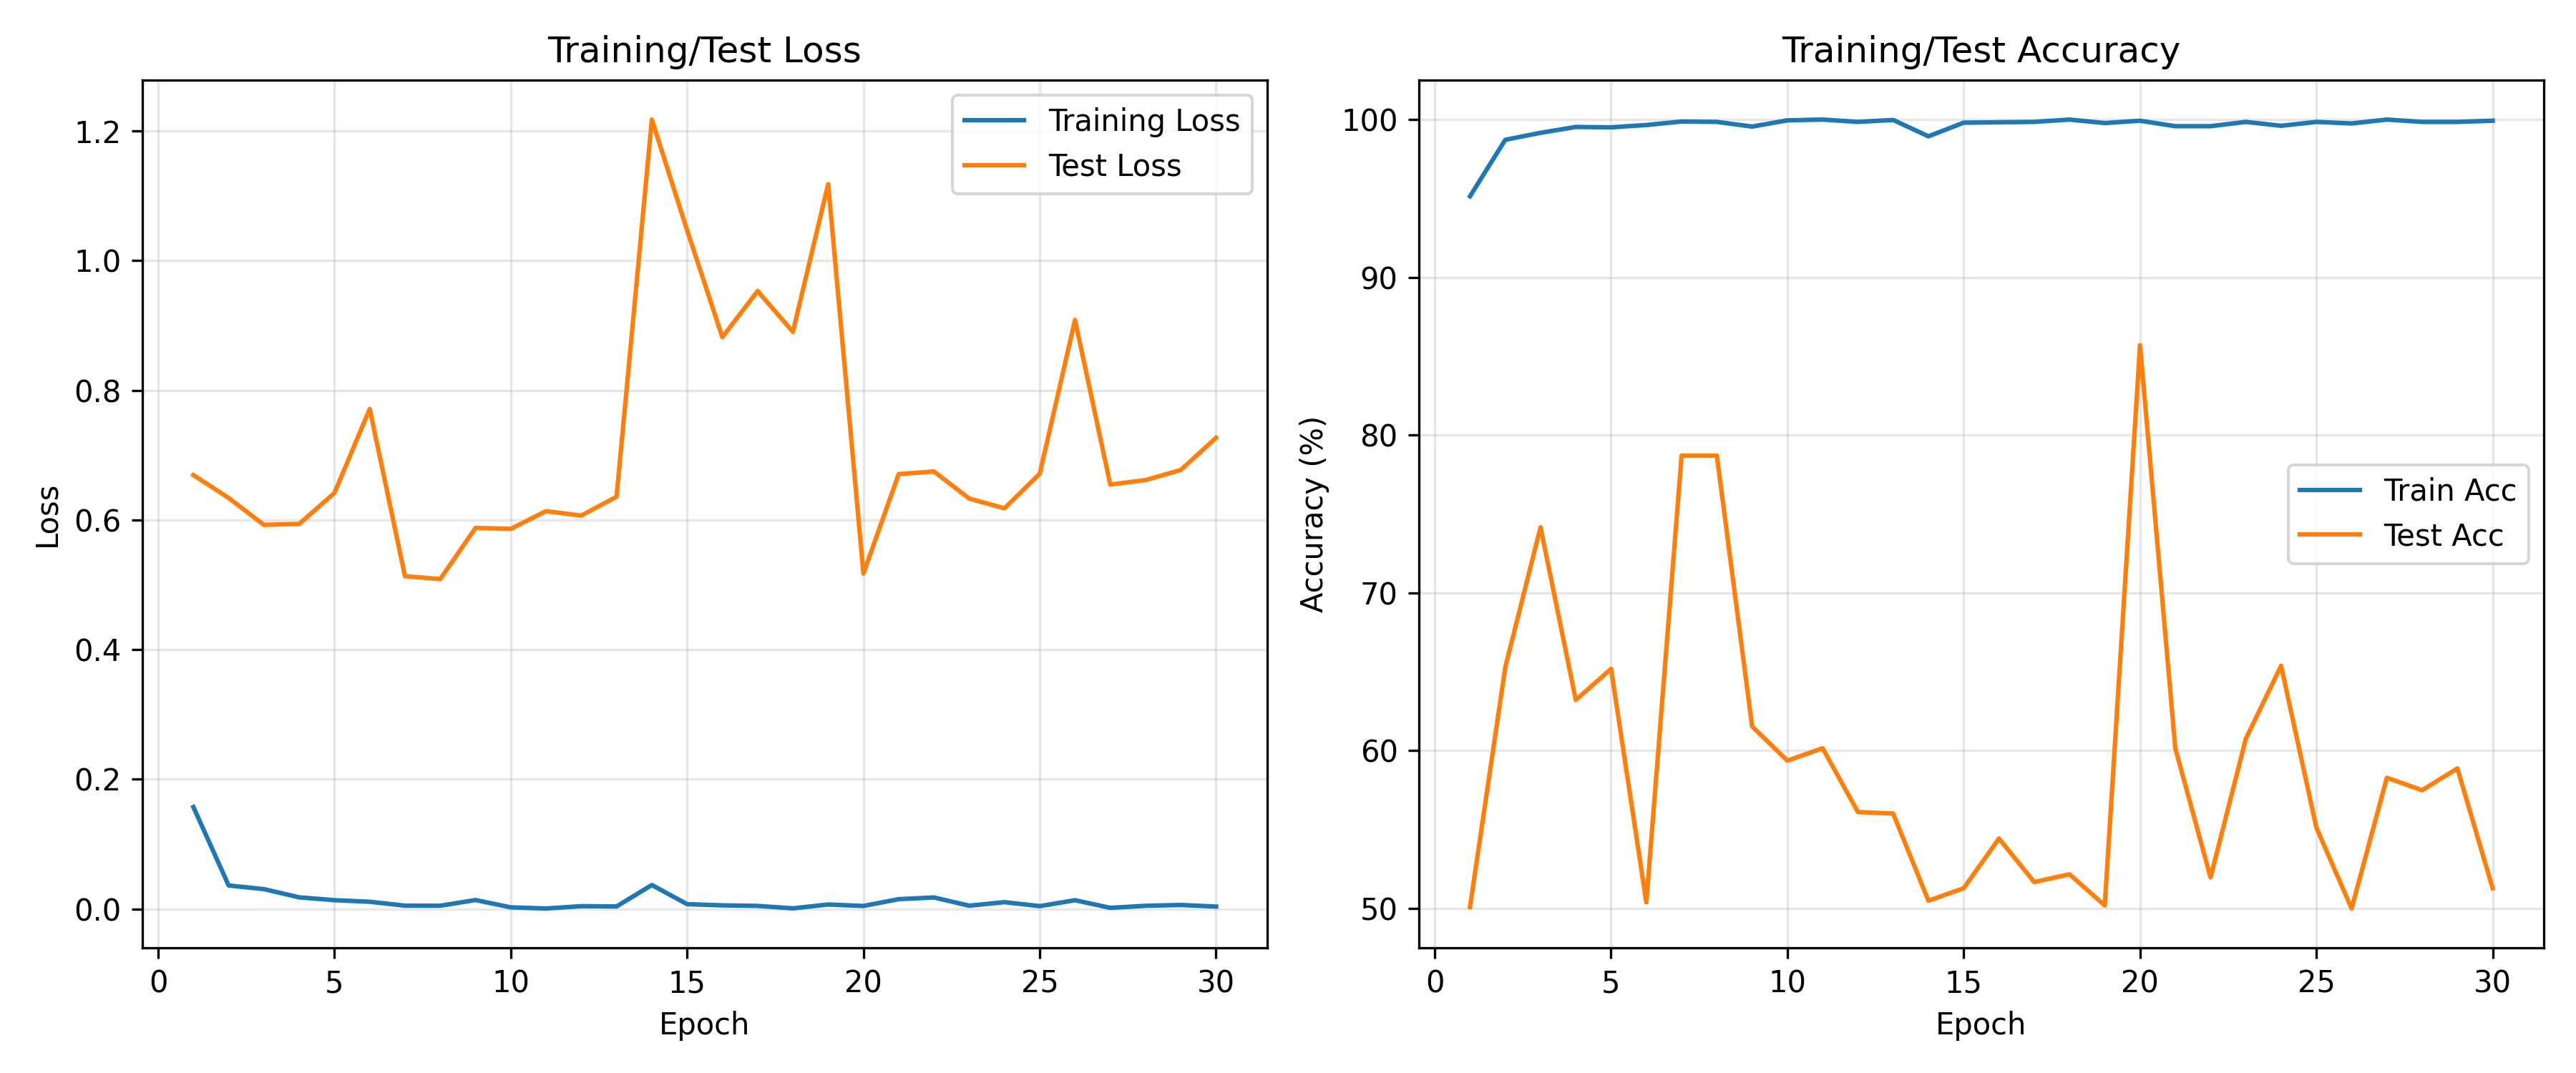 Training/Test Loss
Training Loss
Test Loss
1.2
1.0
0.8
0.6
0.4
0.2
0.0
Loss
0 5 10 15 20 25 30
Epoch
Training/Test Accuracy
Train Acc
Test Acc
100
90
80
70
60
50
Accuracy (%)
0 5 10 15 20 25 30
Epoch